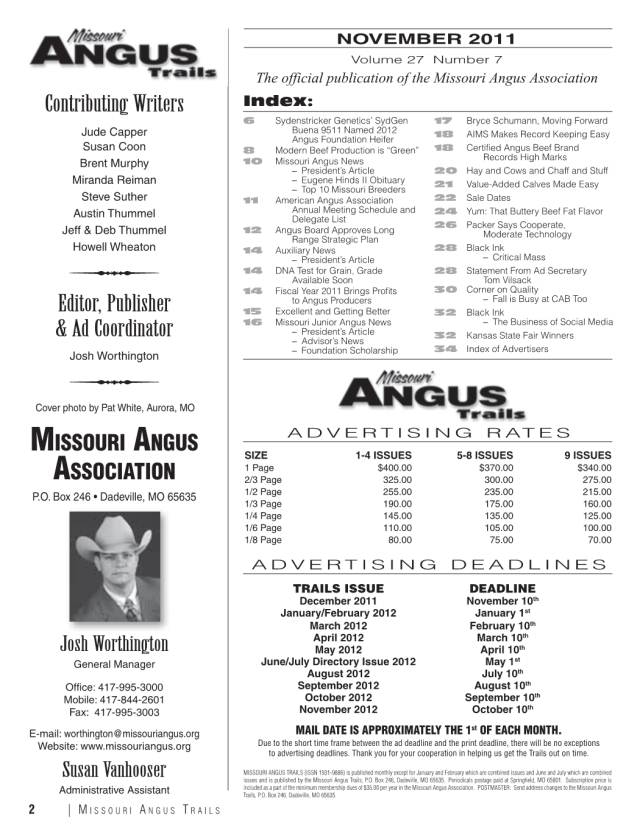 Missouri
ANGUS
Trails
Contributing Writers
Jude Capper
Susan Coon
Brent Murphy
Miranda Reiman
Steve Suther
Austin Thummel
Jeff & Deb Thummel
Howell Wheaton
Editor, Publisher
& Ad Coordinator
Josh Worthington
Cover photo by Pat White, Aurora, MO
MISSOURI ANGUS
ASSOCIATION
P.O. Box 246 • Dadeville, MO 65635
Josh Worthington
General Manager
Office: 417-995-3000
Mobile: 417-844-2601
Fax: 417-995-3003
E-mail: worthington@missouriangus.org
Website: www.missouriangus.org
Susan Vanhooser
Administrative Assistant
NOVEMBER 2011
Volume 27 Number 7
The official publication of the Missouri Angus Association
Index:
6 Sydenstricker Genetics' SydGen
Buena 9511 Named 2012
Angus Foundation Heifer
8 Modern Beef Production is "Green"
10 Missouri Angus News
– President's Article
– Eugene Hinds II Obituary
– Top 10 Missouri Breeders
11 American Angus Association
Annual Meeting Schedule and
Delegate List
12 Angus Board Approves Long
Range Strategic Plan
14 Auxiliary News
– President's Article
14 DNA Test for Grain, Grade
Available Soon
14 Fiscal Year 2011 Brings Profits
to Angus Producers
15 Excellent and Getting Better
16 Missouri Junior Angus News
– President's Article
– Advisor's News
– Foundation Scholarship
17 Bryce Schumann, Moving Forward
18 AIMS Makes Record Keeping Easy
18 Certified Angus Beef Brand
Records High Marks
20 Hay and Cows and Chaff and Stuff
21 Value-Added Calves Made Easy
22 Sale Dates
24 Yum: That Buttery Beef Fat Flavor
26 Packer Says Cooperate,
Moderate Technology
28 Black Ink
– Critical Mass
28 Statement From Ad Secretary
Tom Vilsack
30 Corner on Quality
– Fall is Busy at CAB Too
32 Black Ink
– The Business of Social Media
32 Kansas State Fair Winners
34 Index of Advertisers
Missouri
ANGUS
Trails
ADVERTISING RATES
SIZE 1-4 ISSUES 5-8 ISSUES 9 ISSUES
1 Page $400.00 $370.00 $340.00
2/3 Page 325.00 300.00 275.00
1/2 Page 255.00 235.00 215.00
1/3 Page 190.00 175.00 160.00
1/4 Page 145.00 135.00 125.00
1/6 Page 110.00 105.00 100.00
1/8 Page 80.00 75.00 70.00
ADVERTISING DEADLINES
TRAILS ISSUE DEADLINE
December 2011 November 10th
January/February 2012 January 1st
March 2012 February 10th
April 2012 March 10th
May 2012 April 10th
June/July Directory Issue 2012 May 1st
August 2012 July 10th
September 2012 August 10th
October 2012 September 10th
November 2012 October 10th
MAIL DATE IS APPROXIMATELY THE 1st OF EACH MONTH.
Due to the short time frame between the ad deadline and the print deadline, there will be no exceptions
to advertising deadlines. Thank you for your cooperation in helping us get the Trails out on time.
MISSOURI ANGUS TRAILS (ISSN 1931-9886) is published monthly except for January and February which are combined issues and June and July which are combined
issues and is published by the Missouri Angus Trails, P.O. Box 246, Dadeville, MO 65635. Periodicals postage paid at Springfield, MO 65801. Subscription price is
included as a part of the minimum membership dues of $35.00 per year in the Missouri Angus Association. POSTMASTER: Send address changes to the Missouri Angus
Trails, P.O. Box 246, Dadeville, MO 65635.
2 | MISSOURI ANGUS TRAILS